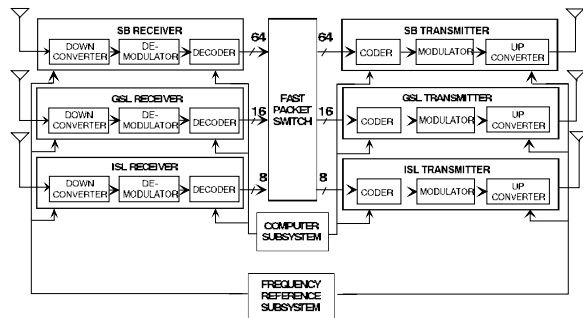 SB RECEIVER
DOWN
CONVERTER
DE-
MODULATOR
DECODER
64
FAST
PACKET
SWITCH
64
SB TRANSMITTER
CODER
MODULATOR
UP
CONVERTER
GSL RECEIVER
DOWN
CONVERTER
DE-
MODULATOR
DECODER
16
16
GSL TRANSMITTER
CODER
MODULATOR
UP
CONVERTER
ISL RECEIVER
DOWN
CONVERTER
DE-
MODULATOR
DECODER
8
8
ISL TRANSMITTER
CODER
MODULATOR
UP
CONVERTER
COMPUTER
SUBSYSTEM
FREQUENCY
REFERENCE
SUBSYSTEM